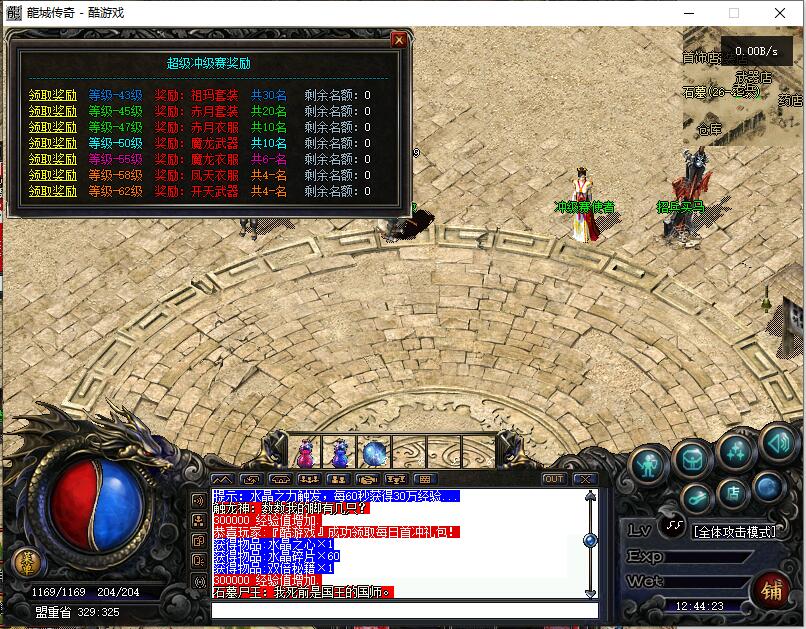 龍城传奇 - 酷游戏
0.00B/s
超级冲级赛奖励
领取奖励 等级-43级 奖励：祖玛套装 共30名 剩余名额：0
领取奖励 等级-45级 奖励：赤月套装 共20名 剩余名额：0
领取奖励 等级-47级 奖励：赤月衣服 共10名 剩余名额：0
领取奖励 等级-50级 奖励：魔龙武器 共10名 剩余名额：0
领取奖励 等级-55级 奖励：魔龙衣服 共6-名 剩余名额：0
领取奖励 等级-58级 奖励：凤天衣服 共4-名 剩余名额：0
领取奖励 等级-62级 奖励：开天武器 共4-名 剩余名额：0
首饰店
武器店
石墓(26-45级)
药店
仓库
冲级赛使者
招兵买马
OUT
提示：水晶之力触发，每60秒获得30万经验...
触龙神：数数我的脚有几只？
300000 经验值增加
恭喜玩家：『酷游戏』成功领取每日首冲礼包！
获得物品:水晶之心×1
获得物品:水晶碎片×60
获得物品:双倍秘籍×1
300000 经验值增加
石墓尸王：我死前是国王的国师。
1169/1169 204/204
盟重省 329:325
Lv
[全体攻击模式]
Exp
Wet
12:44:23
铺